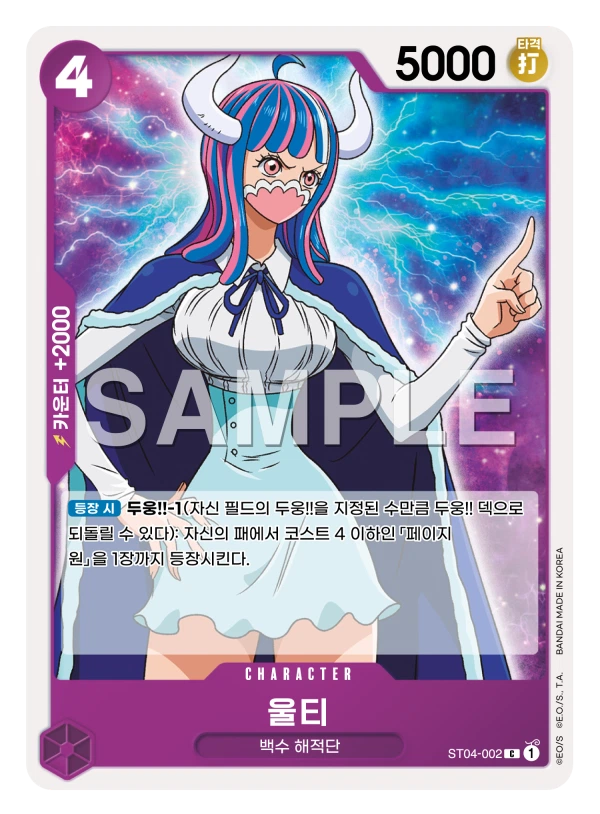 4
5000
타격
打
카운터 +2000
SAMPLE
등장 시 두웅!!-1(자신 필드의 두웅!!을 지정된 수만큼 두웅!! 덱으로
되돌릴 수 있다): 자신의 패에서 코스트 4 이하인 「페이지
원」을 1장까지 등장시킨다.
CHARACTER
울티
백수 해적단
ST04-002 C 1
©EO/S ©E.O./S., T.A. BANDAI MADE IN KOREA